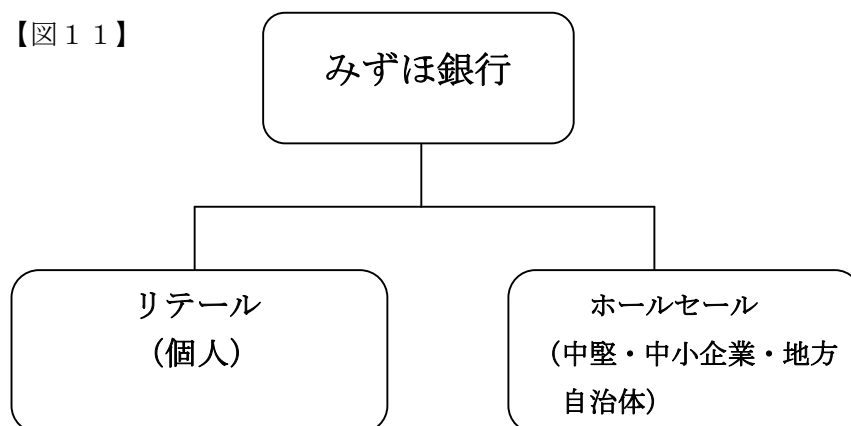 【図１１】
みずほ銀行
リテール
（個人）
ホールセール
（中堅・中小企業・地方
自治体）